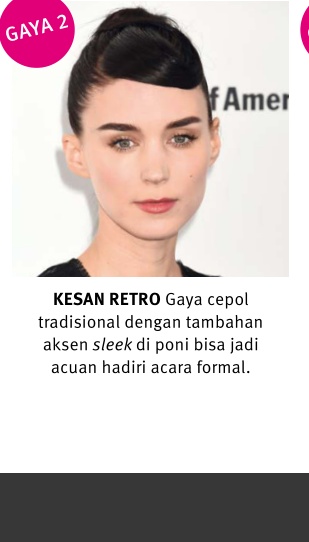 GAYA 2
f Amer
KESAN RETRO Gaya cepol
tradisional dengan tambahan
aksen sleek di poni bisa jadi
acuan hadiri acara formal.